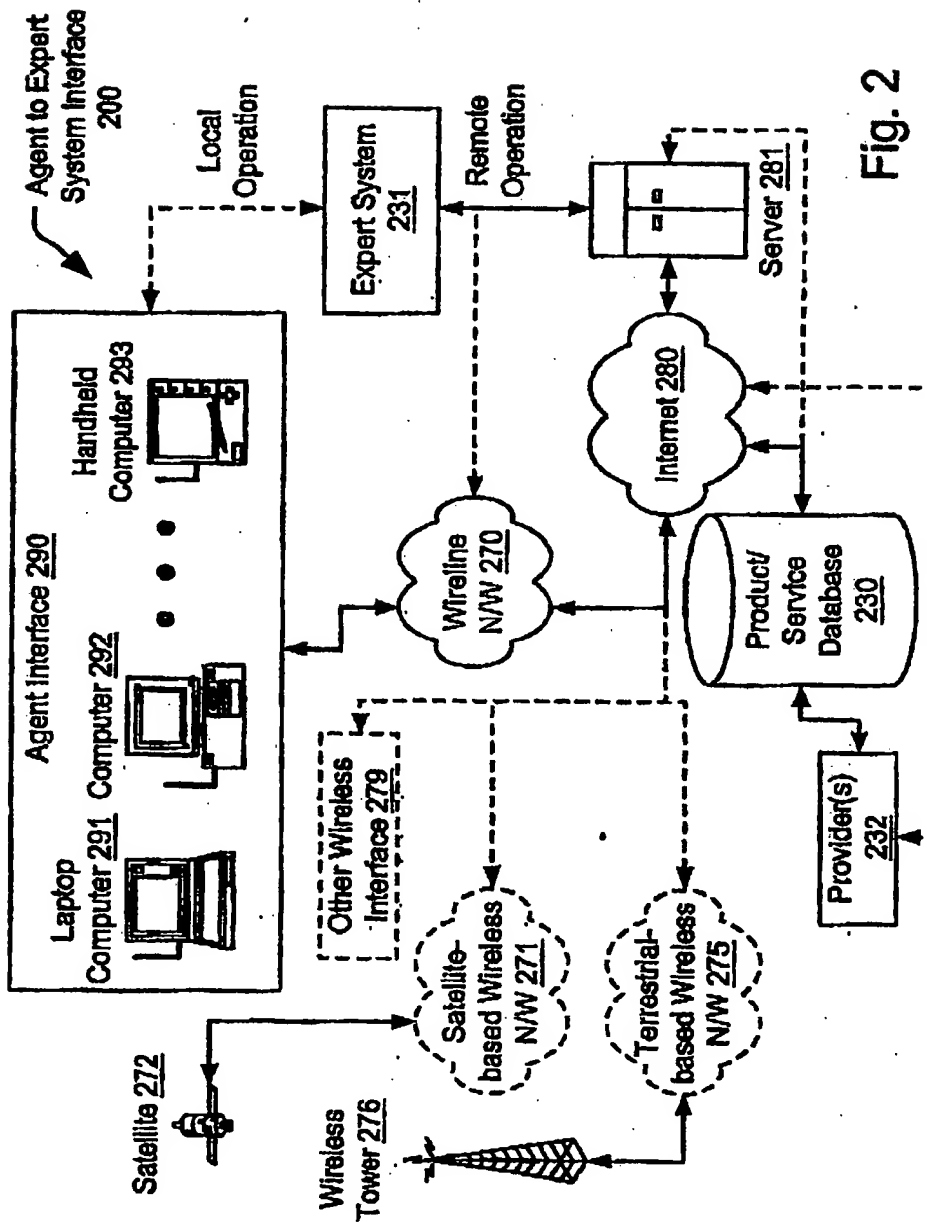 Agent to Expert
System Interface
200
Agent Interface 290
Laptop
Computer 291
Computer 292
Handheld
Computer 293
Local
Operation
Satellite 272
Other Wireless
Interface 279
Wireline
N/W 270
Expert System
231
Remote
Operation
Wireless
Tower 276
Satellite-
based Wireless
N/W 271
Terrestrial-
based Wireless
N/W 275
Internet 280
Server 281
Provider(s)
232
Product/
Service
Database
230
Fig. 2